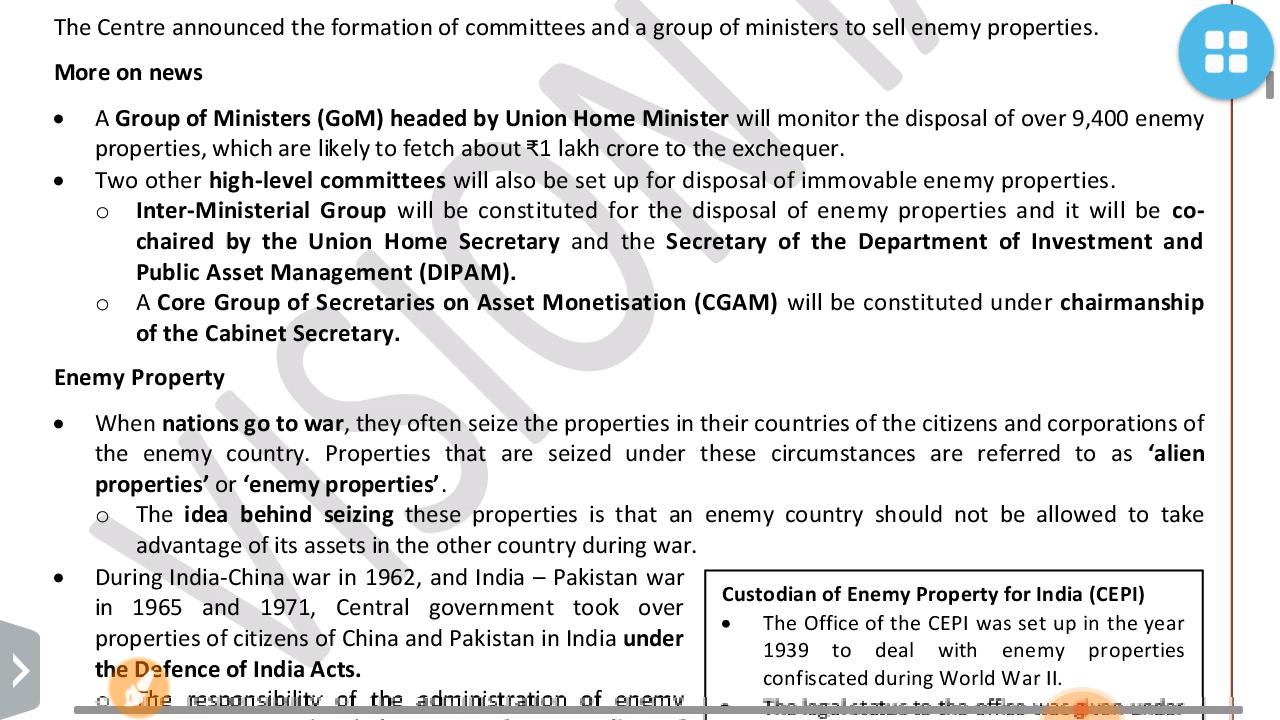 The Centre announced the formation of committees and a group of ministers to sell enemy properties.
More on news
• A Group of Ministers (GoM) headed by Union Home Minister will monitor the disposal of over 9,400 enemy
properties, which are likely to fetch about ₹1 lakh crore to the exchequer.
• Two other high-level committees will also be set up for disposal of immovable enemy properties.
o Inter-Ministerial Group will be constituted for the disposal of enemy properties and it will be co-
chaired by the Union Home Secretary and the Secretary of the Department of Investment and
Public Asset Management (DIPAM).
o A Core Group of Secretaries on Asset Monetisation (CGAM) will be constituted under chairmanship
of the Cabinet Secretary.
Enemy Property
• When nations go to war, they often seize the properties in their countries of the citizens and corporations of
the enemy country. Properties that are seized under these circumstances are referred to as ‘alien
properties’ or ‘enemy properties’.
o The idea behind seizing these properties is that an enemy country should not be allowed to take
advantage of its assets in the other country during war.
• During India-China war in 1962, and India – Pakistan war
in 1965 and 1971, Central government took over
properties of citizens of China and Pakistan in India under
the Defence of India Acts.
o The responsibility of the administration of enemy
Custodian of Enemy Property for India (CEPI)
• The Office of the CEPI was set up in the year
1939 to deal with enemy properties
confiscated during World War II.
• The legal status to the office was given under
VISION